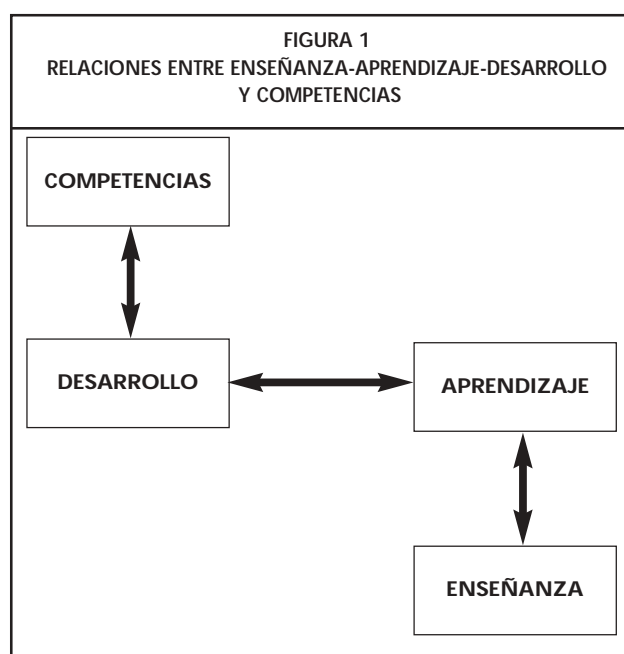 FIGURA 1
RELACIONES ENTRE ENSEÑANZA-APRENDIZAJE-DESARROLLO
Y COMPETENCIAS
COMPETENCIAS
DESARROLLO
APRENDIZAJE
ENSEÑANZA